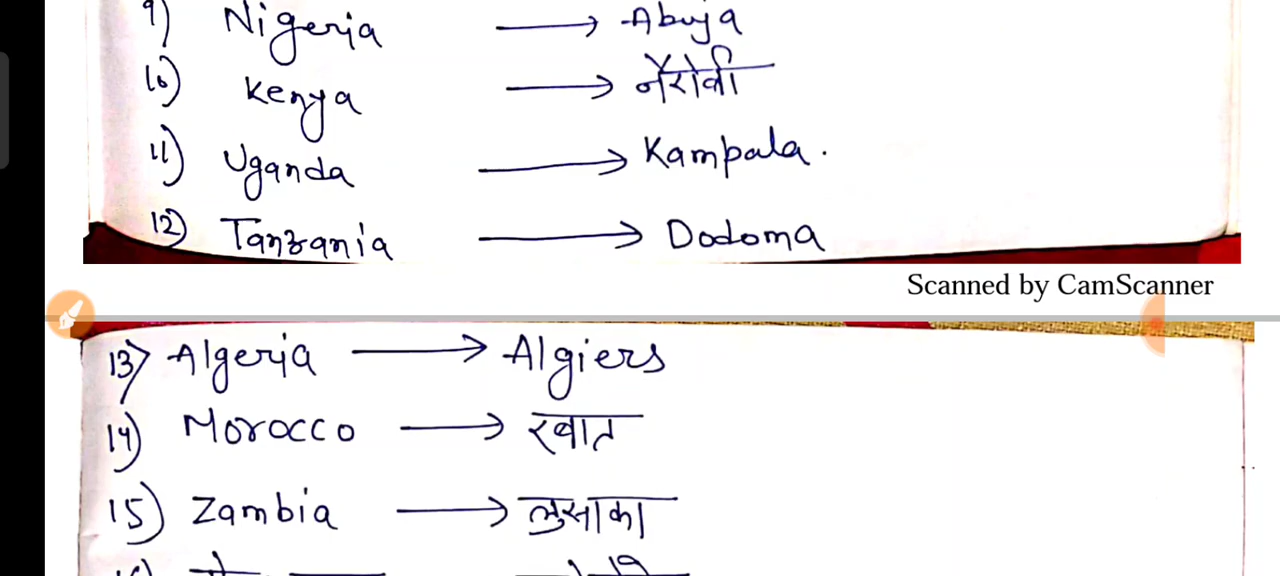 9) Nigeria → Abuja
10) Kenya → नैरोबी
11) Uganda → Kampala.
12) Tanzania → Dodoma
Scanned by CamScanner
13) Algeria → Algiers
14) Morocco → रबात
15) Zambia → लुसाका